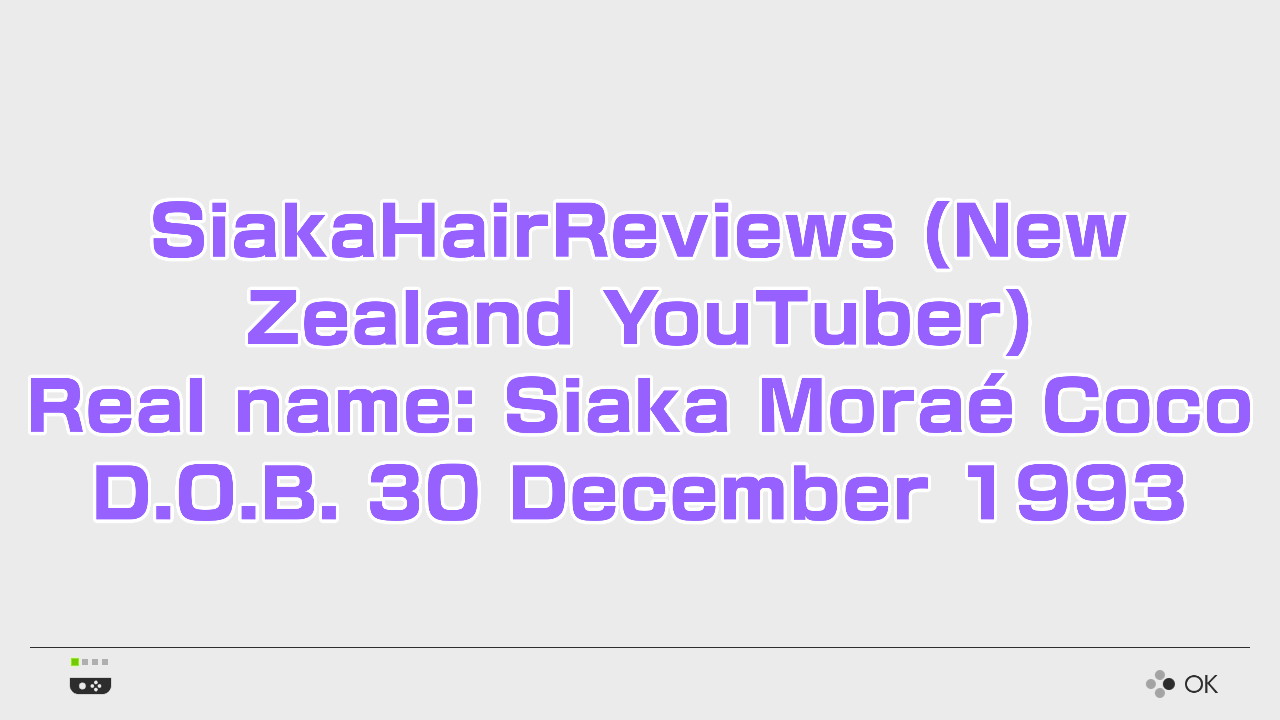 SiakaHairReviews (New
Zealand YouTuber)
Real name: Siaka Moraé Coco
D.O.B. 30 December 1993
OK